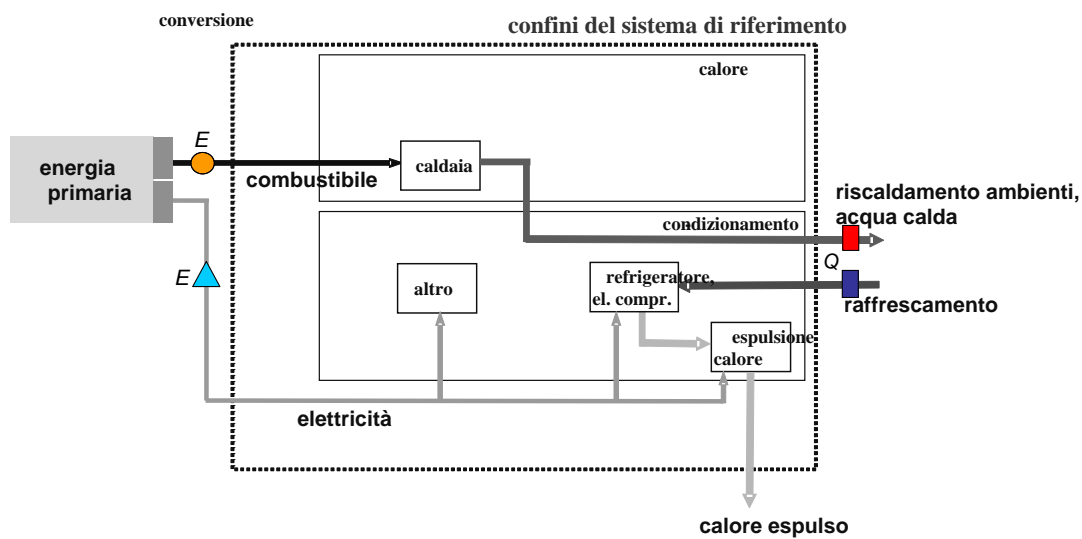 conversione
confini del sistema di riferimento
calore
E
energia
primaria
combustibile
caldaia
riscaldamento ambienti,
acqua calda
condizionamento
Q
E
altro
refrigeratore,
el. compr.
raffrescamento
espulsione
calore
elettricità
calore espulso